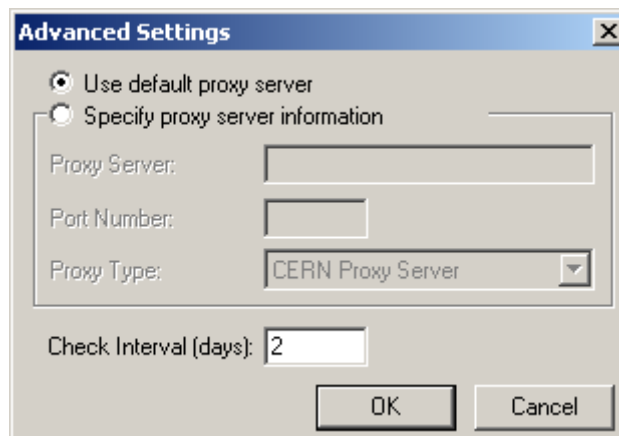 Advanced Settings
Use default proxy server
Specify proxy server information
Proxy Server:
Port Number:
Proxy Type: CERN Proxy Server
Check Interval (days): 2
OK Cancel